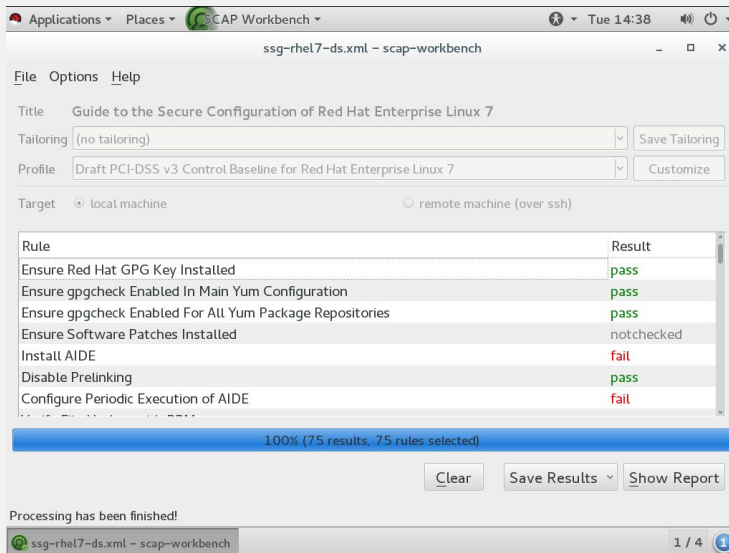 Applications Places SCAP Workbench Tue 14:38
ssg-rhel7-ds.xml – scap-workbench
File Options Help
Title Guide to the Secure Configuration of Red Hat Enterprise Linux 7
Tailoring (no tailoring) Save Tailoring
Profile Draft PCI-DSS v3 Control Baseline for Red Hat Enterprise Linux 7 Customize
Target local machine remote machine (over ssh)
Rule Result
Ensure Red Hat GPG Key Installed pass
Ensure gpgcheck Enabled In Main Yum Configuration pass
Ensure gpgcheck Enabled For All Yum Package Repositories pass
Ensure Software Patches Installed notchecked
Install AIDE fail
Disable Prelinking pass
Configure Periodic Execution of AIDE fail
100% (75 results, 75 rules selected)
Clear Save Results Show Report
Processing has been finished!
ssg-rhel7-ds.xml – scap-workbench 1 / 4 1